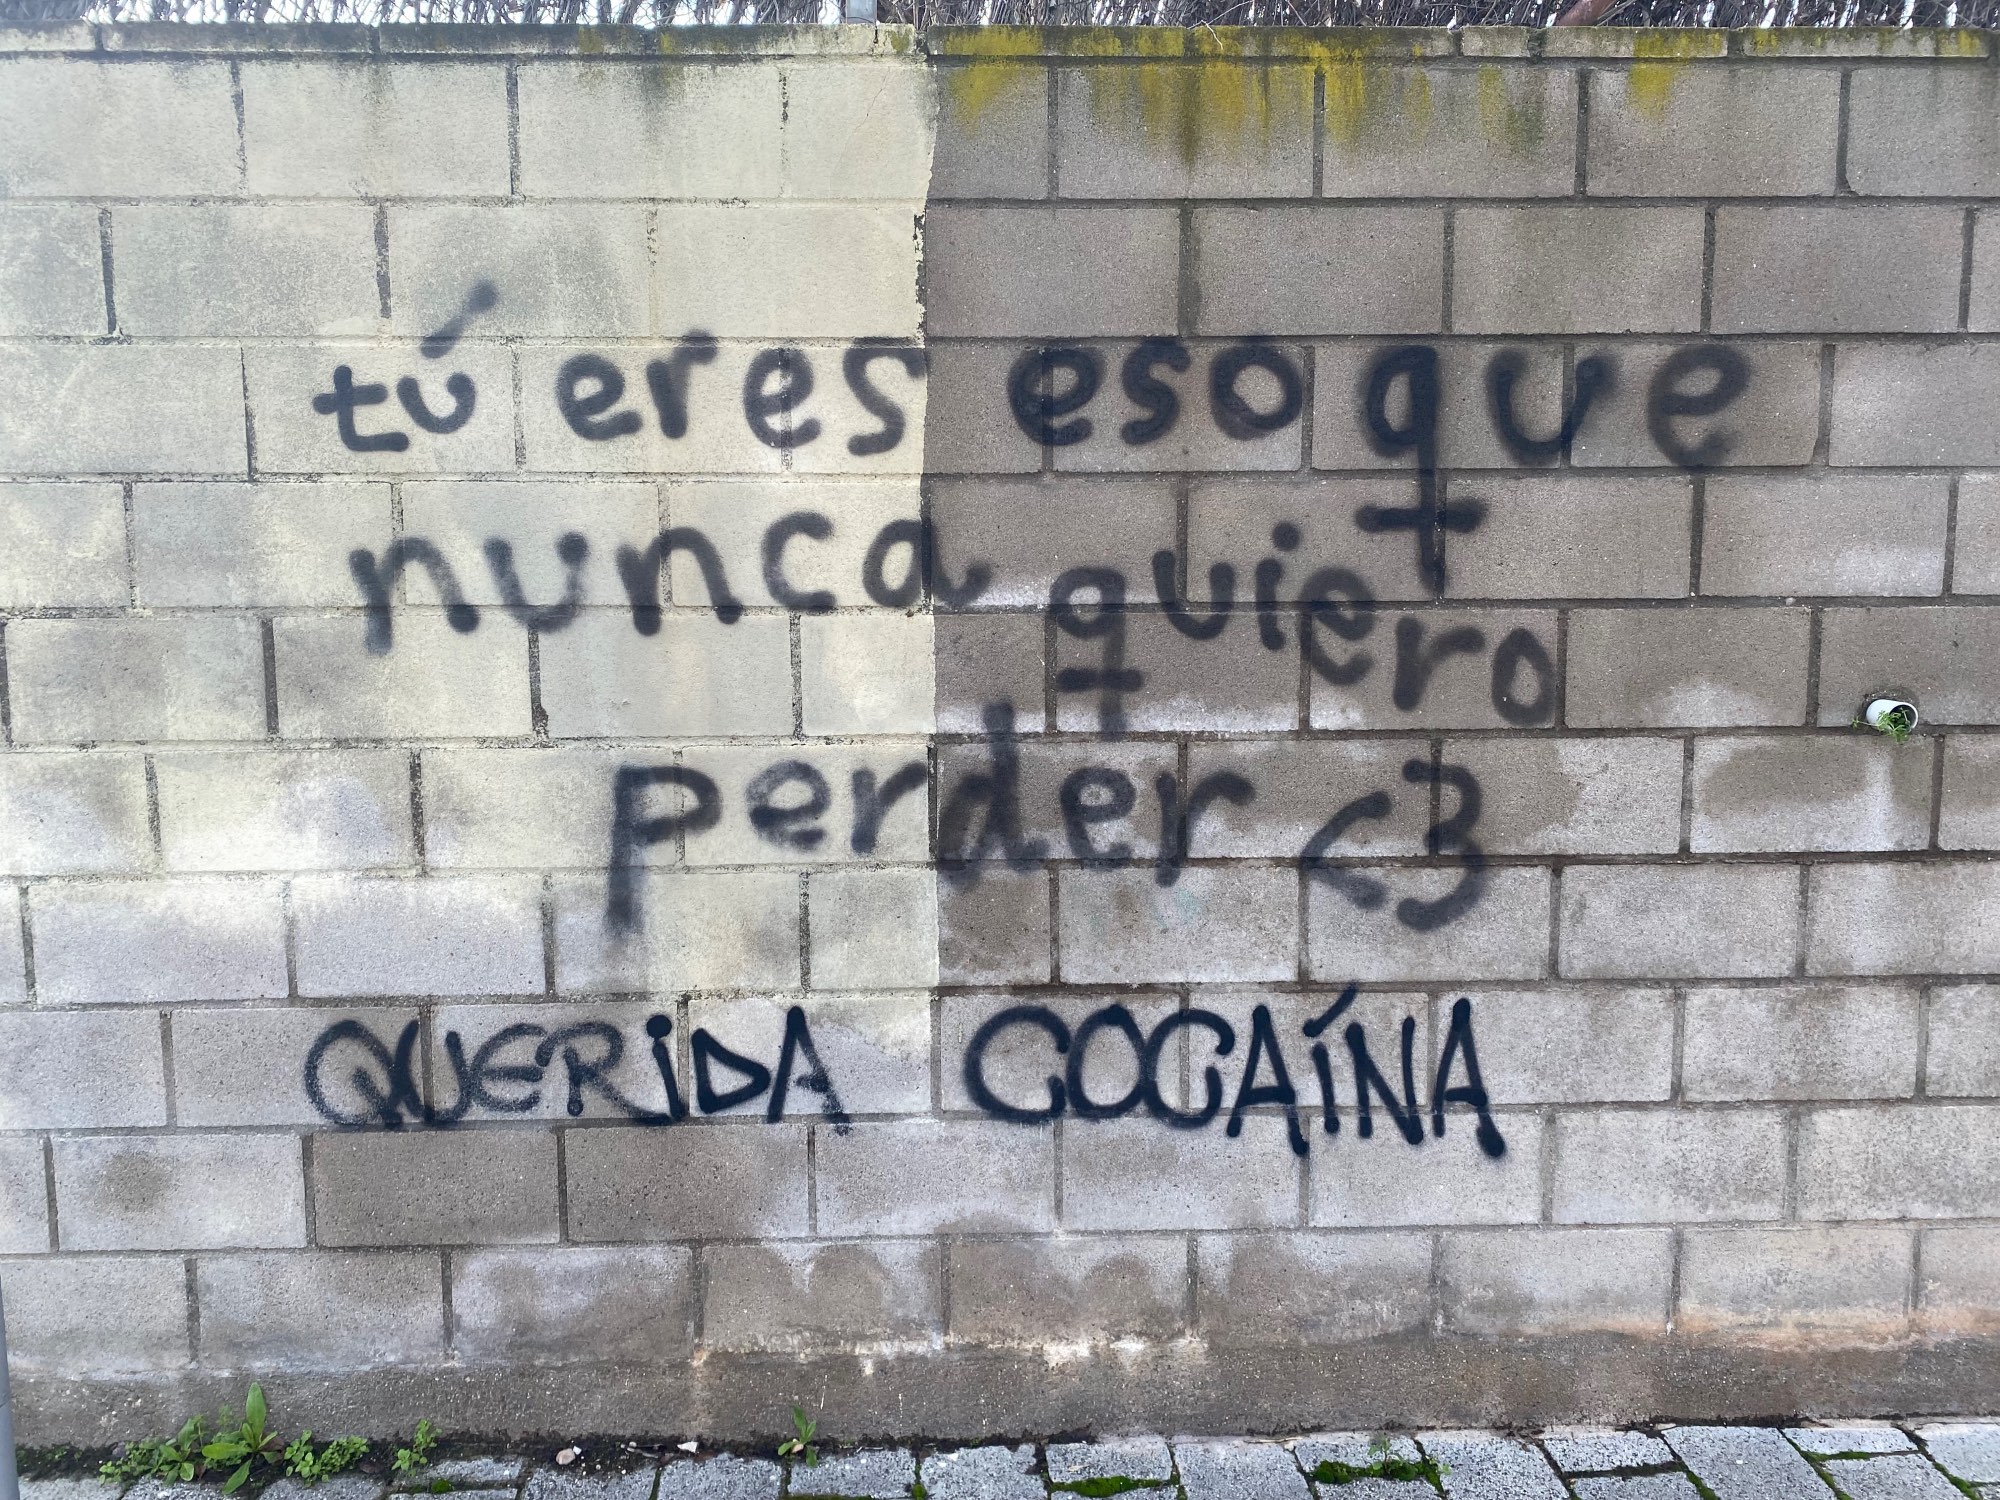 tú eres eso que
nunca quiero
perder <3
QUERiDA COCAíNA